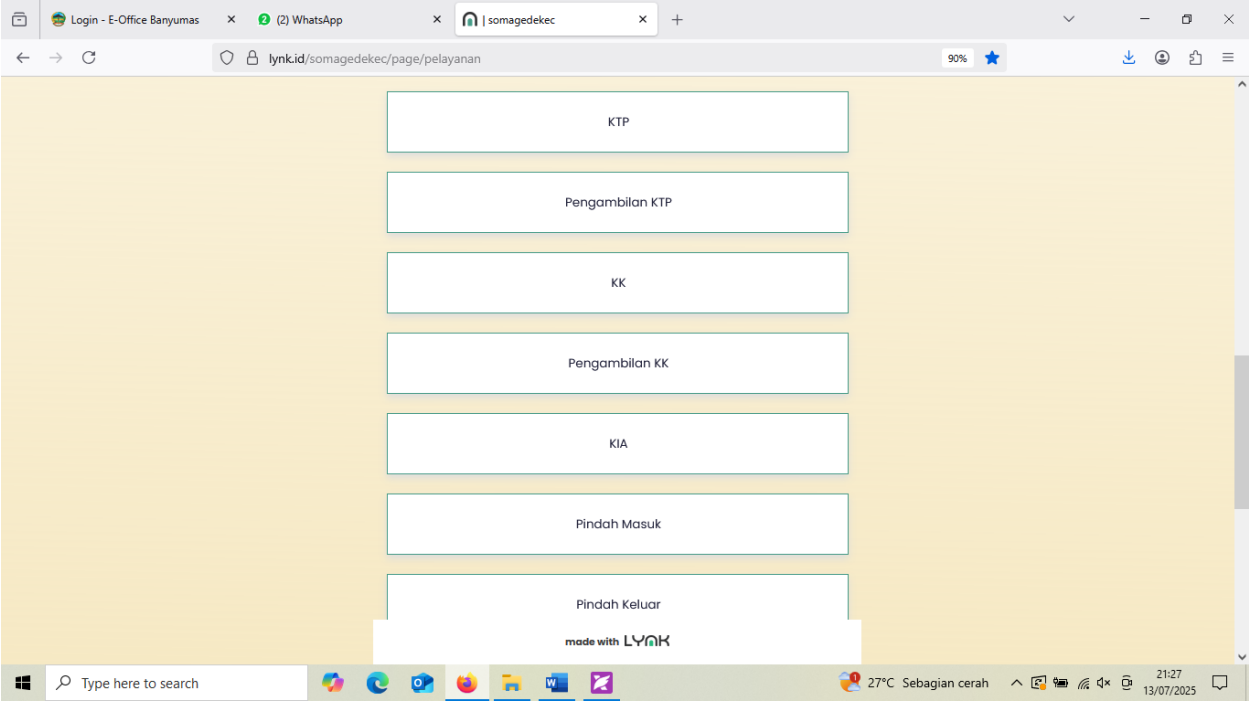 Login - E-Office Banyumas
2 (2) WhatsApp
| somagedekec
lynk.id/somagedekec/page/pelayanan
90%
KTP
Pengambilan KTP
KK
Pengambilan KK
KIA
Pindah Masuk
Pindah Keluar
made with LYNK
Type here to search
1
27°C Sebagian cerah
21:27
13/07/2025